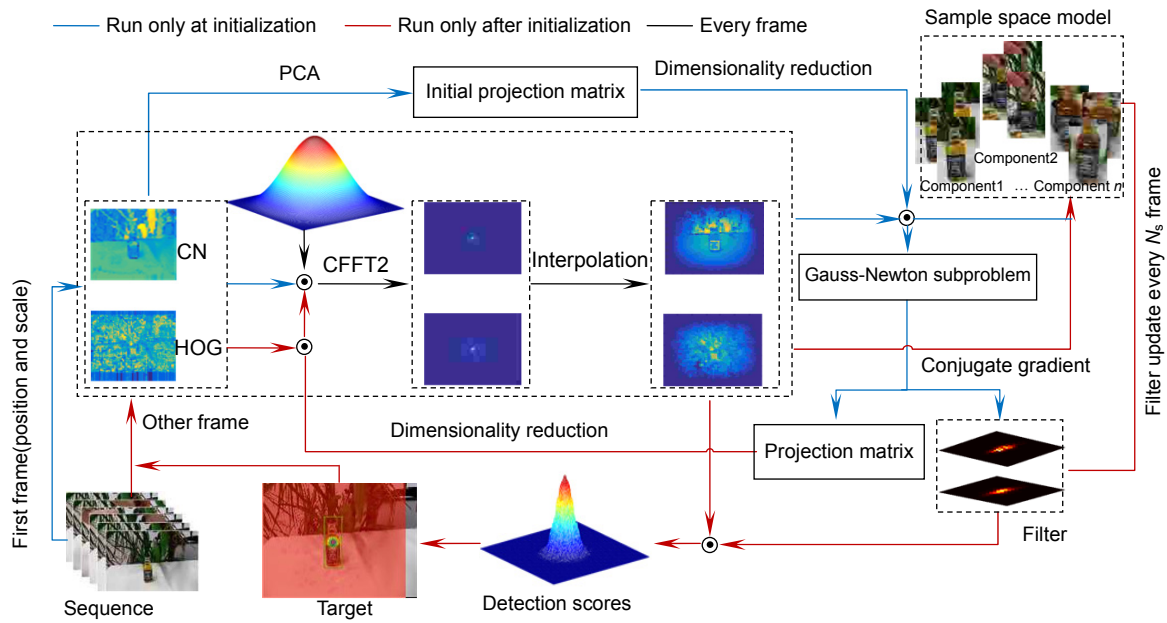 Run only at initialization
Run only after initialization
Every frame
Sample space model
PCA
Initial projection matrix
Dimensionality reduction
Component2
Component1 … Component n
CN
CFFT2
Interpolation
HOG
Gauss-Newton subproblem
Conjugate gradient
Filter update every Ns frame
First frame(position and scale)
Other frame
Dimensionality reduction
Projection matrix
Filter
Sequence
Target
Detection scores